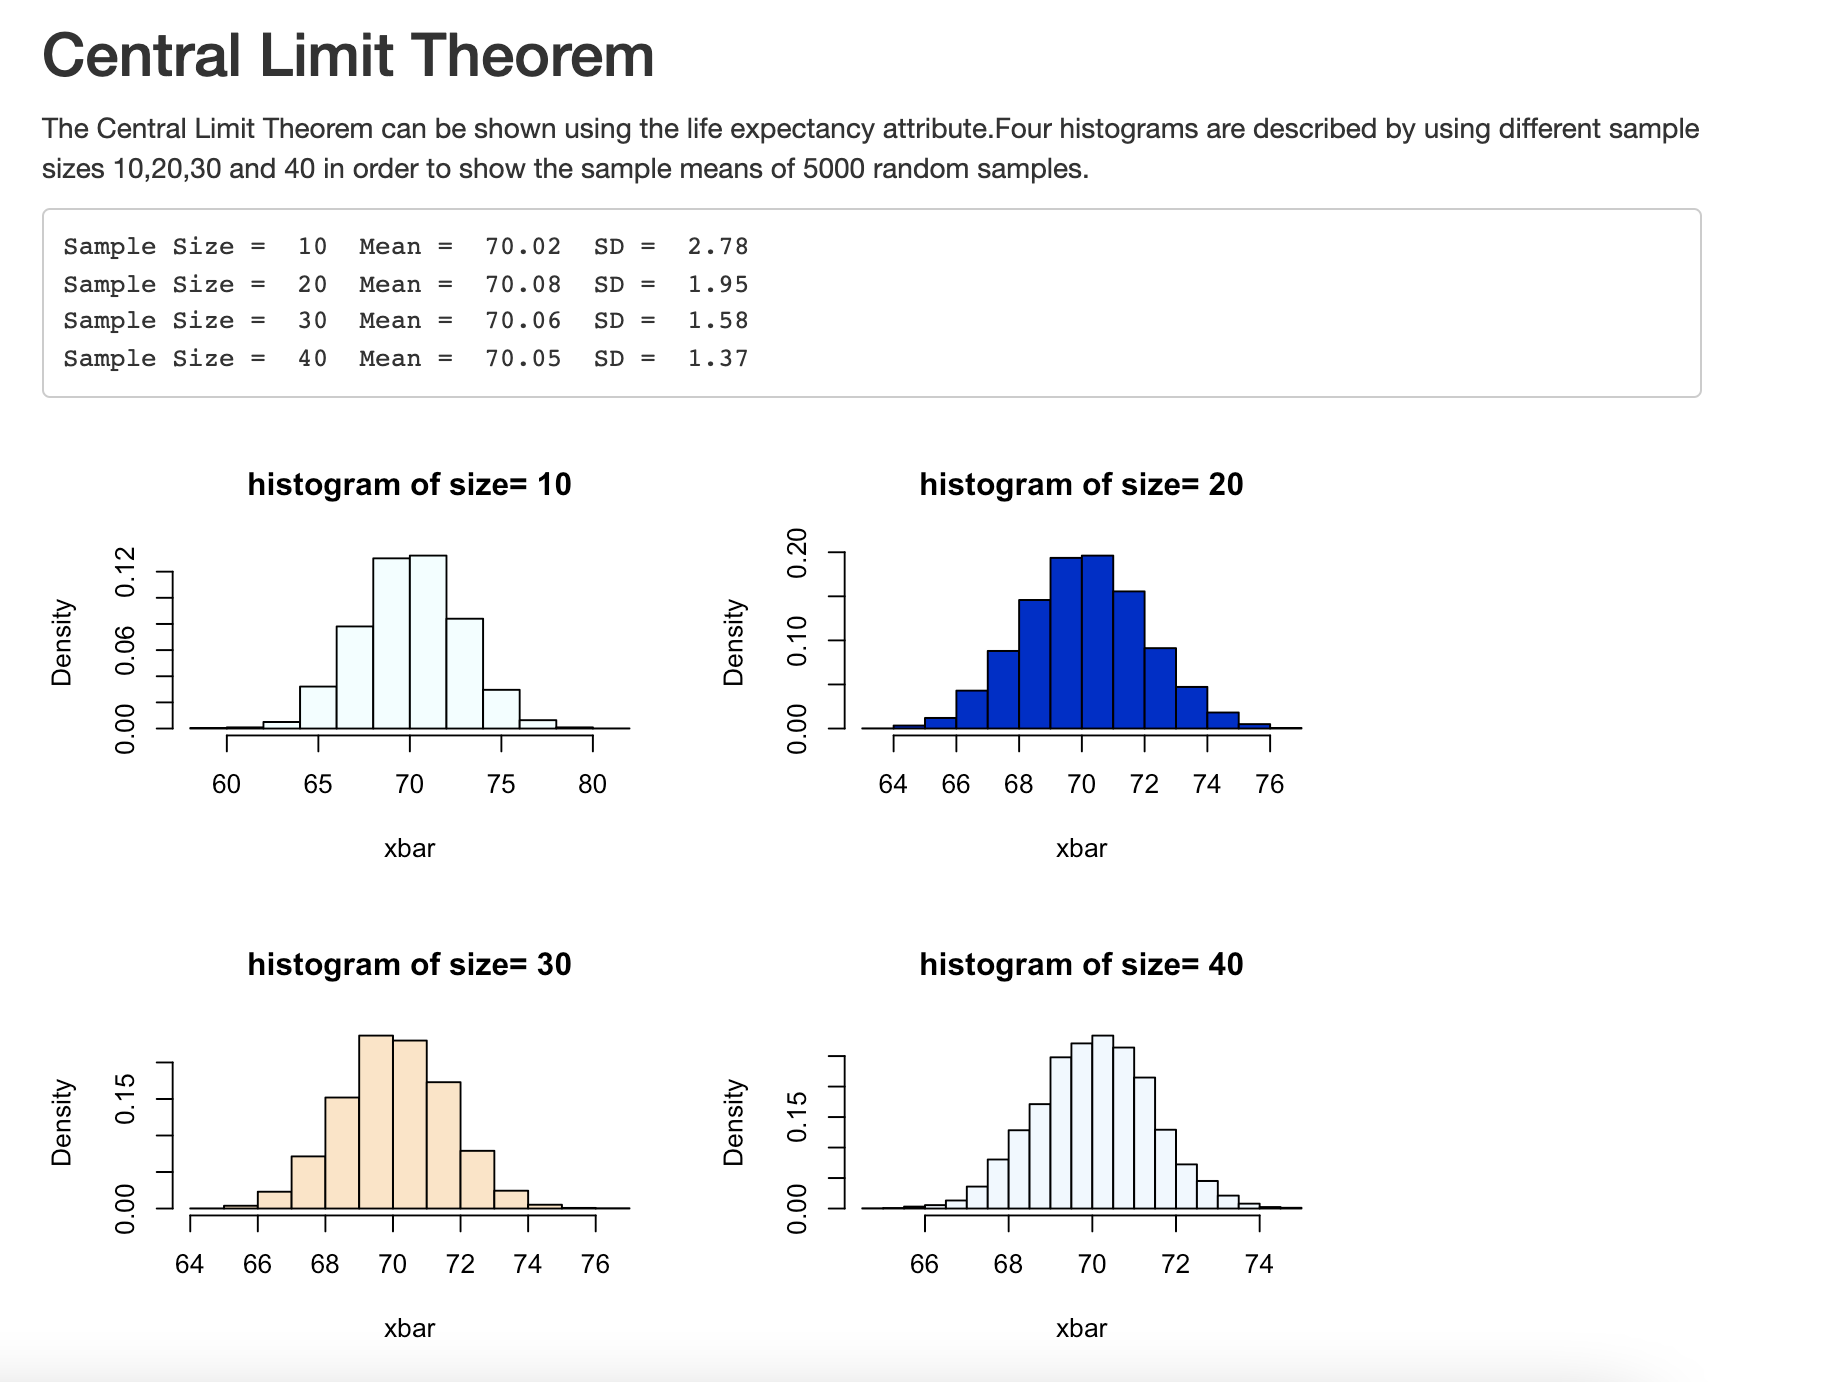 Central Limit Theorem
The Central Limit Theorem can be shown using the life expectancy attribute.Four histograms are described by using different sample
sizes 10,20,30 and 40 in order to show the sample means of 5000 random samples.
Sample Size =  10  Mean =  70.02  SD =  2.78
Sample Size =  20  Mean =  70.08  SD =  1.95
Sample Size =  30  Mean =  70.06  SD =  1.58
Sample Size =  40  Mean =  70.05  SD =  1.37
histogram of size= 10
Density
0.12
0.06
0.00
60 65 70 75 80
xbar
histogram of size= 20
Density
0.20
0.10
0.00
64 66 68 70 72 74 76
xbar
histogram of size= 30
Density
0.15
0.00
64 66 68 70 72 74 76
xbar
histogram of size= 40
Density
0.15
0.00
66 68 70 72 74
xbar